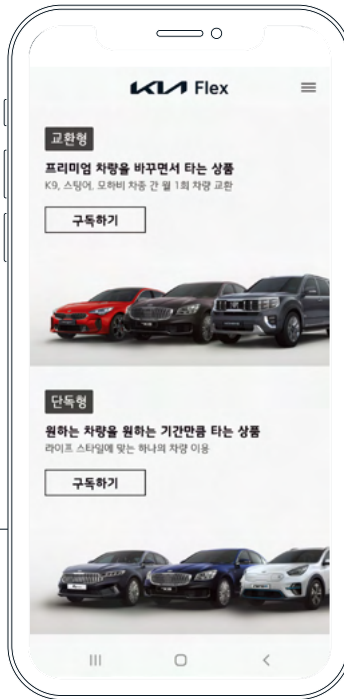 KIA Flex
교환형
프리미엄 차량을 바꾸면서 타는 상품
K9, 스팅어, 모하비 차종 간 월 1회 차량 교환
구독하기
단독형
원하는 차량을 원하는 기간만큼 타는 상품
라이프 스타일에 맞는 하나의 차량 이용
구독하기